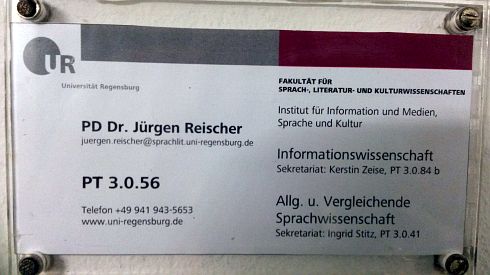 UR
Universität Regensburg
PD Dr. Jürgen Reischer
juergen.reischer@sprachlit.uni-regensburg.de
PT 3.0.56
Telefon +49 941 943-5653
www.uni-regensburg.de
FAKULTÄT FÜR
SPRACH-, LITERATUR- UND KULTURWISSENSCHAFTEN
Institut für Information und Medien,
Sprache und Kultur
Informationswissenschaft
Sekretariat: Kerstin Zeise, PT 3.0.84 b
Allg. u. Vergleichende
Sprachwissenschaft
Sekretariat: Ingrid Stitz, PT 3.0.41